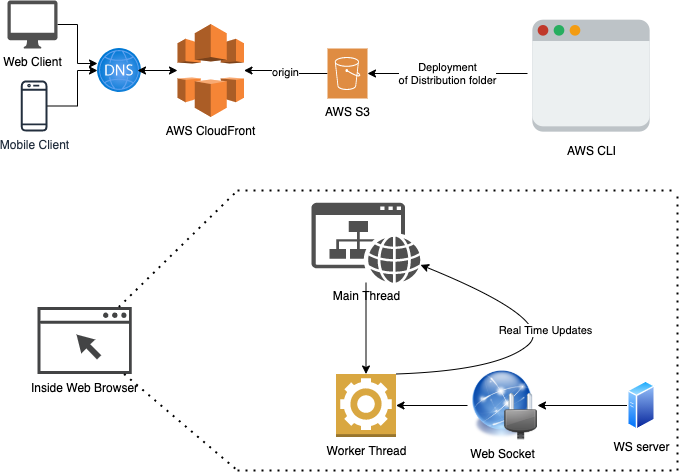 Web Client
DNS
Mobile Client
AWS CloudFront
origin
AWS S3
Deployment
of Distribution folder
AWS CLI
Main Thread
Real Time Updates
Inside Web Browser
Worker Thread
Web Socket
WS server